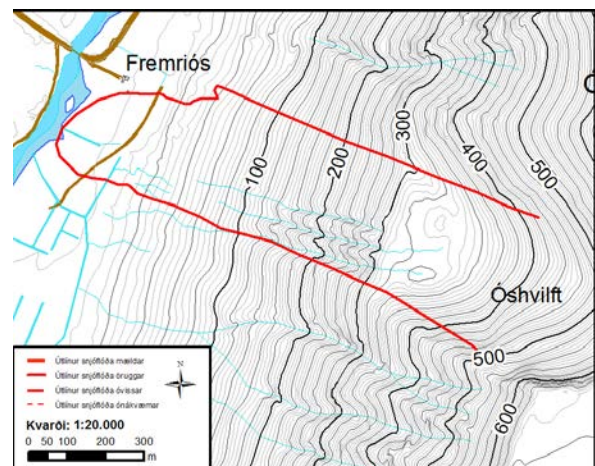 Fremriós
Ó
100
200
300
400
500
Óshvilft
500
600
Útlínur snjóflóða mældar
Útlínur snjóflóða öruggar
Útlínur snjóflóða óvissar
Útlínur snjóflóða ónákvæmar
N
Kvarði: 1:20.000
0 50 100 200 300
m